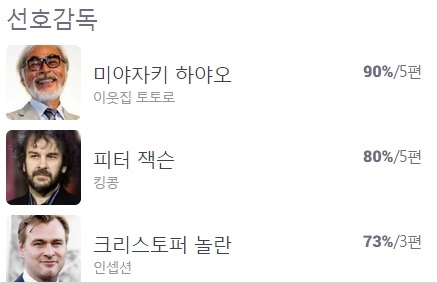 선호감독
미야자키 하야오
90%/5편
이웃집 토토로
피터 잭슨
80%/5편
킹콩
크리스토퍼 놀란
73%/3편
인셉션